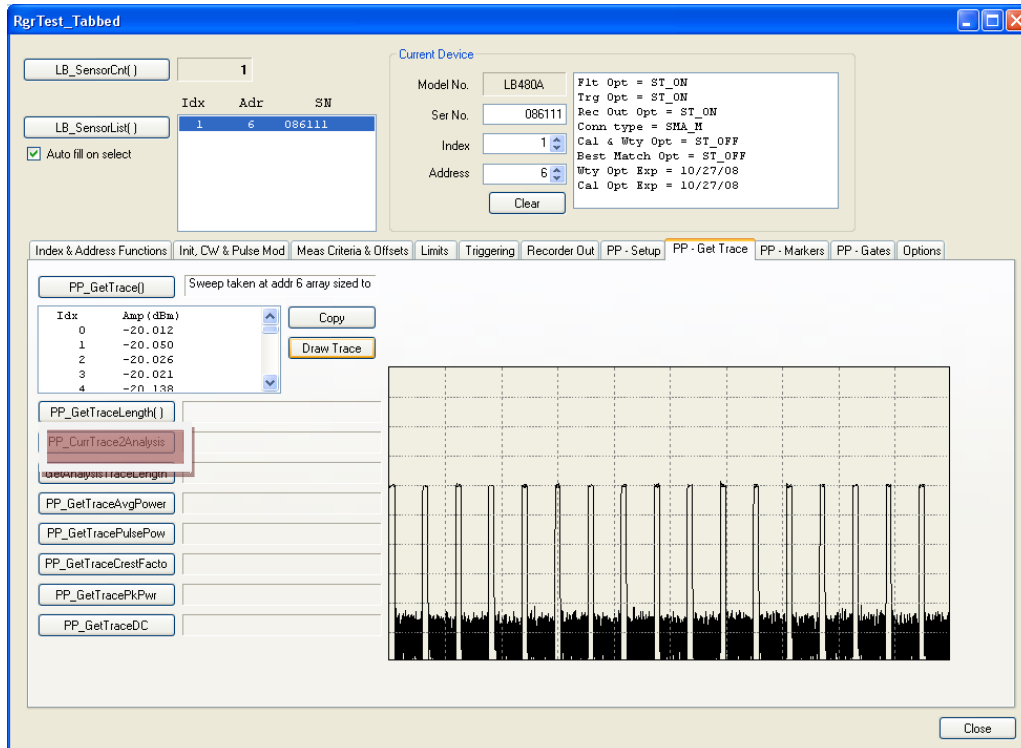 RgrTest_Tabbed
LB_SensorCnt( )
1
Idx Adr SN
LB_SensorList( )
1 6 086111
Auto fill on select
Current Device
Model No. LB480A
Ser No. 086111
Index 1
Address 6
Clear
Flt Opt = ST_ON
Trg Opt = ST_ON
Rec Out Opt = ST_ON
Conn type = SMA_M
Cal & Wty Opt = ST_OFF
Best Match Opt = ST_OFF
Wty Opt Exp = 10/27/08
Cal Opt Exp = 10/27/08
Index & Address Functions Init, CW & Pulse Mod Meas Criteria & Offsets Limits Triggering Recorder Out PP - Setup PP - Get Trace PP - Markers PP - Gates Options
PP_GetTrace() Sweep taken at addr 6 array sized to
Idx Amp(dBm)
0 -20.012
1 -20.050
2 -20.026
3 -20.021
4 -20.138
Copy
Draw Trace
PP_GetTraceLength( )
PP_CurrTrace2Analysis
GetAnalysisTraceLength
PP_GetTraceAvgPower
PP_GetTracePulsePow
PP_GetTraceCrestFacto
PP_GetTracePkPwr
PP_GetTraceDC
Close